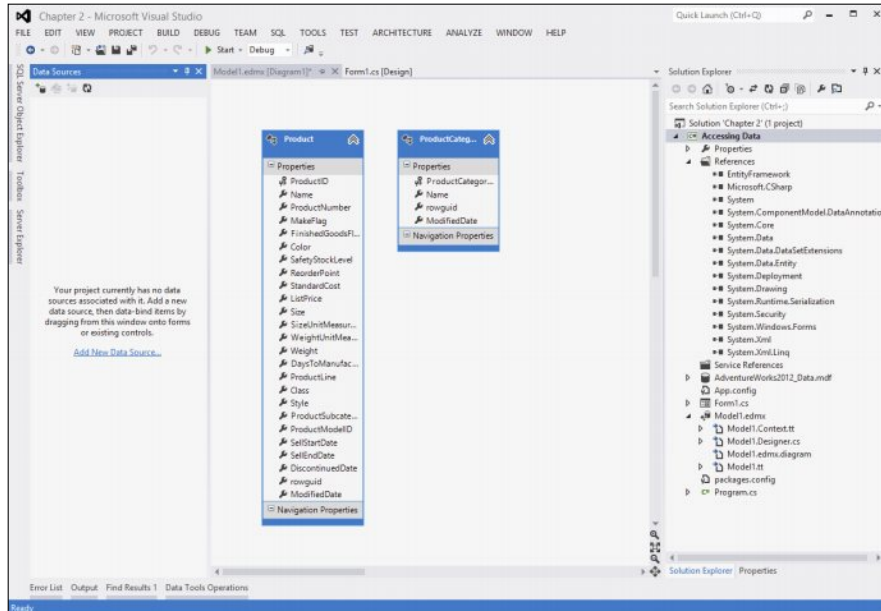 Chapter 2 - Microsoft Visual Studio
Quick Launch (Ctrl+Q)
FILE EDIT VIEW PROJECT BUILD DEBUG TEAM SQL TOOLS TEST ARCHITECTURE ANALYZE WINDOW HELP
Start Debug
SQL Server Object Explorer
Toolbox
Server Explorer
Data Sources
Your project currently has no data
sources associated with it. Add a new
data source, then data-bind items by
dragging from this window onto forms
or existing controls.
Add New Data Source...
Model1.edmx [Diagram1]* Form1.cs [Design]
Product
Properties
ProductID
Name
ProductNumber
MakeFlag
FinishedGoodsFl...
Color
SafetyStockLevel
ReorderPoint
StandardCost
ListPrice
Size
SizeUnitMeasur...
WeightUnitMea...
Weight
DaysToManufac...
ProductLine
Class
Style
ProductSubcate...
ProductModelID
SellStartDate
SellEndDate
DiscontinuedDate
rowguid
ModifiedDate
Navigation Properties
ProductCateg...
Properties
ProductCategor...
Name
rowguid
ModifiedDate
Navigation Properties
Solution Explorer
Search Solution Explorer (Ctrl+;)
Solution 'Chapter 2' (1 project)
Accessing Data
Properties
References
EntityFramework
Microsoft.CSharp
System
System.ComponentModel.DataAnnotatio
System.Core
System.Data
System.Data.DataSetExtensions
System.Data.Entity
System.Deployment
System.Drawing
System.Runtime.Serialization
System.Security
System.Windows.Forms
System.Xml
System.Xml.Linq
Service References
AdventureWorks2012_Data.mdf
App.config
Form1.cs
Model1.edmx
Model1.Context.tt
Model1.Designer.cs
Model1.edmx.diagram
Model1.tt
packages.config
Program.cs
Solution Explorer Properties
Error List Output Find Results 1 Data Tools Operations
Ready